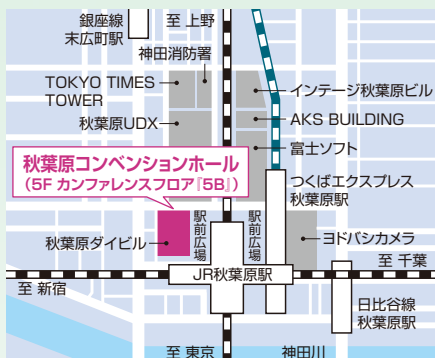 銀座線
末広町駅
至 上野
神田消防署
TOKYO TIMES
TOWER
インテージ秋葉原ビル
秋葉原UDX
AKS BUILDING
富士ソフト
秋葉原コンベンションホール
(5F カンファレンスフロア『5B』)
つくばエクスプレス
秋葉原駅
駅前広場
駅前広場
秋葉原ダイビル
ヨドバシカメラ
至 千葉
JR秋葉原駅
至 新宿
日比谷線
秋葉原駅
至 東京
神田川